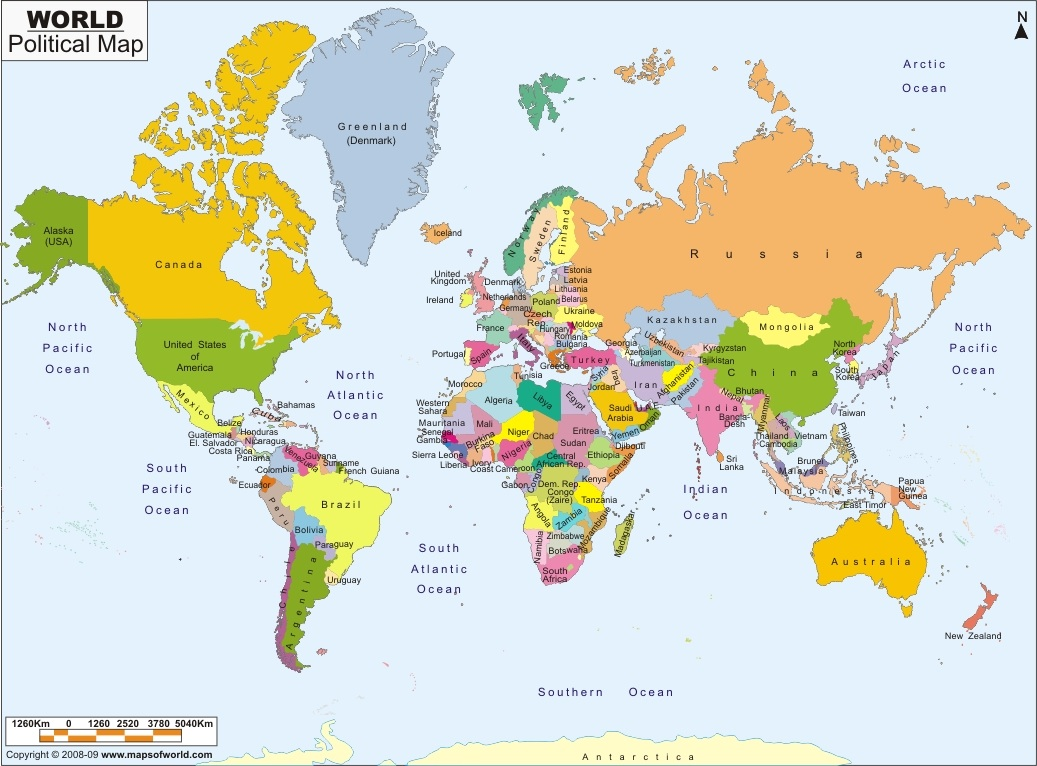 WORLD
Political Map
N
Arctic
Ocean
Greenland
(Denmark)
Alaska
(USA)
Canada
Iceland
Norway
Sweden
Finland
Russia
United
Kingdom
Ireland
Denmark
Estonia
Latvia
Lithuania
Belarus
Netherlands
Germany
Poland
Czech
Rep.
Ukraine
Moldova
France
Hungary
Romania
Bulgaria
Italy
Portugal
Spain
Greece
Turkey
Georgia
Azerbaijan
Kazakhstan
Uzbekistan
Turkmenistan
Kyrgyzstan
Tajikistan
Mongolia
China
North
Korea
South
Korea
Japan
North
Pacific
Ocean
North
Pacific
Ocean
United States
of
America
North
Atlantic
Ocean
Mexico
Bahamas
Cuba
Belize
Honduras
Guatemala
El. Salvador
Nicaragua
Costa Rica
Panama
Venezuela
Guyana
Suriname
French Guiana
Colombia
Ecuador
Peru
Brazil
Bolivia
Paraguay
Chile
Argentina
Uruguay
South
Pacific
Ocean
South
Atlantic
Ocean
Morocco
Tunisia
Algeria
Libya
Egypt
Western
Sahara
Mauritania
Senegal
Gambia
Mali
Burkina
Faso
Niger
Chad
Sudan
Eritrea
Sierra Leone
Liberia
Ivory
Coast
Nigeria
Cameroon
Central
African Rep.
Ethiopia
Djibouti
Somalia
Gabon
Congo
Dem. Rep.
Congo
(Zaire)
Kenya
Tanzania
Angola
Zambia
Mozambique
Madagascar
Namibia
Zimbabwe
Botswana
South
Africa
Syria
Iraq
Jordan
Iran
Saudi
Arabia
U.A.E.
Oman
Yemen
Afghanistan
Pakistan
India
Nepal
Bhutan
Bangla-
Desh
Myanmar
Sri
Lanka
Laos
Thailand
Cambodia
Vietnam
Taiwan
Philippines
Brunei
Malaysia
Indonesia
East Timor
Papua
New
Guinea
Indian
Ocean
Australia
New Zealand
Southern Ocean
Antarctica
1260Km 0 1260 2520 3780 5040Km
Copyright © 2008-09 www.mapsofworld.com